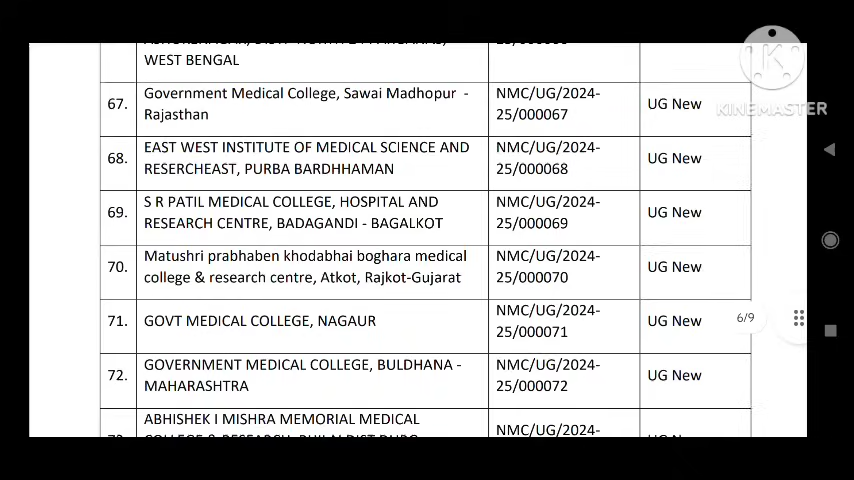 WEST BENGAL
67. Government Medical College, Sawai Madhopur -
Rajasthan
NMC/UG/2024-
25/000067
UG New
68. EAST WEST INSTITUTE OF MEDICAL SCIENCE AND
RESERCHEAST, PURBA BARDHHAMAN
NMC/UG/2024-
25/000068
UG New
69. S R PATIL MEDICAL COLLEGE, HOSPITAL AND
RESEARCH CENTRE, BADAGANDI - BAGALKOT
NMC/UG/2024-
25/000069
UG New
70. Matushri prabhaben khodabhai boghara medical
college & research centre, Atkot, Rajkot-Gujarat
NMC/UG/2024-
25/000070
UG New
71. GOVT MEDICAL COLLEGE, NAGAUR
NMC/UG/2024-
25/000071
UG New
72. GOVERNMENT MEDICAL COLLEGE, BULDHANA -
MAHARASHTRA
NMC/UG/2024-
25/000072
UG New
ABHISHEK I MISHRA MEMORIAL MEDICAL
NMC/UG/2024-
6/9
K
KINEMASTER